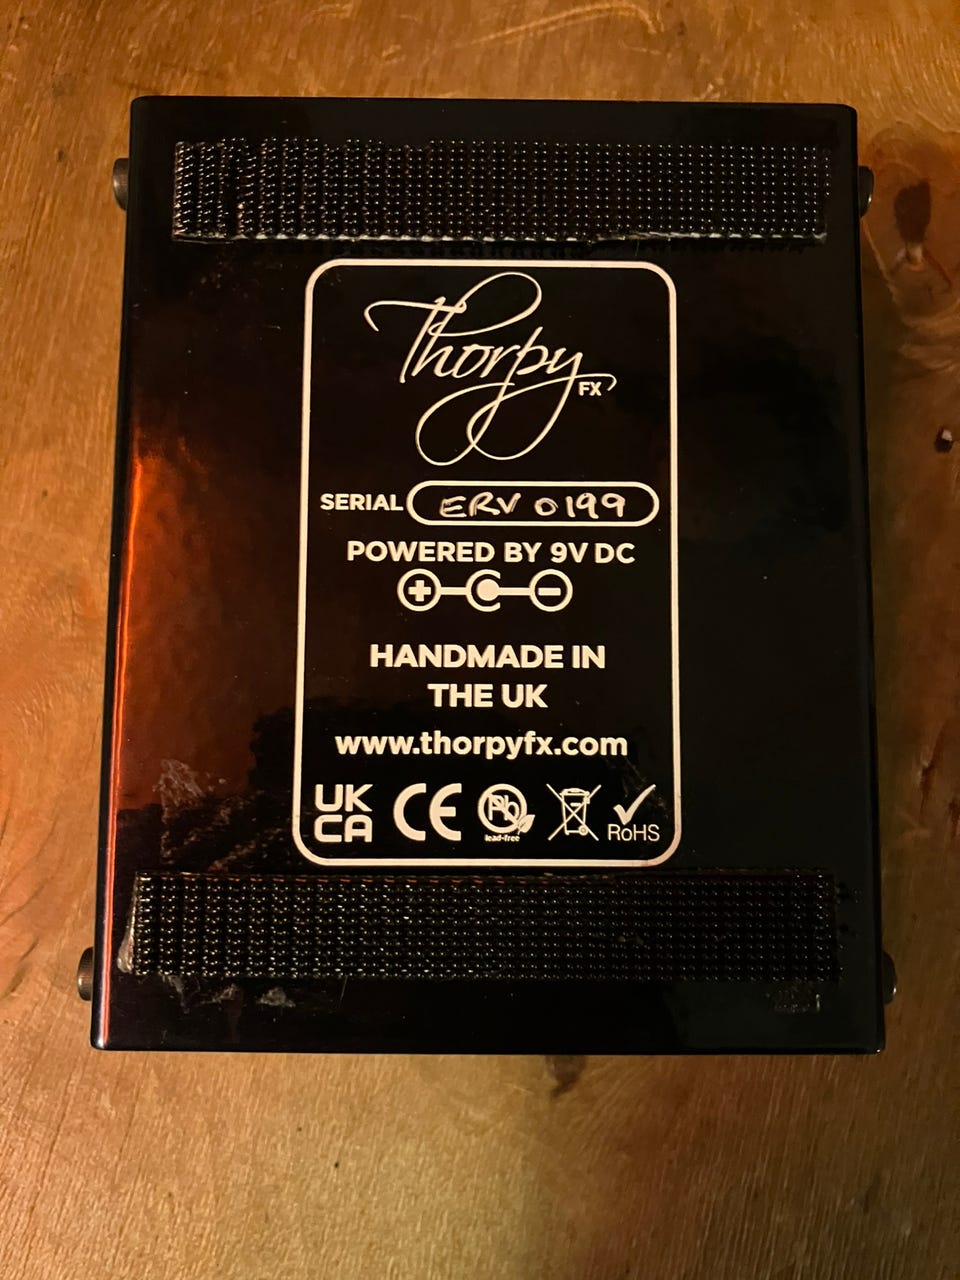 Thorpy FX
SERIAL ERV 0199
POWERED BY 9V DC
HANDMADE IN
THE UK
www.thorpyfx.com
UK CA CE Pb lead-free RoHS